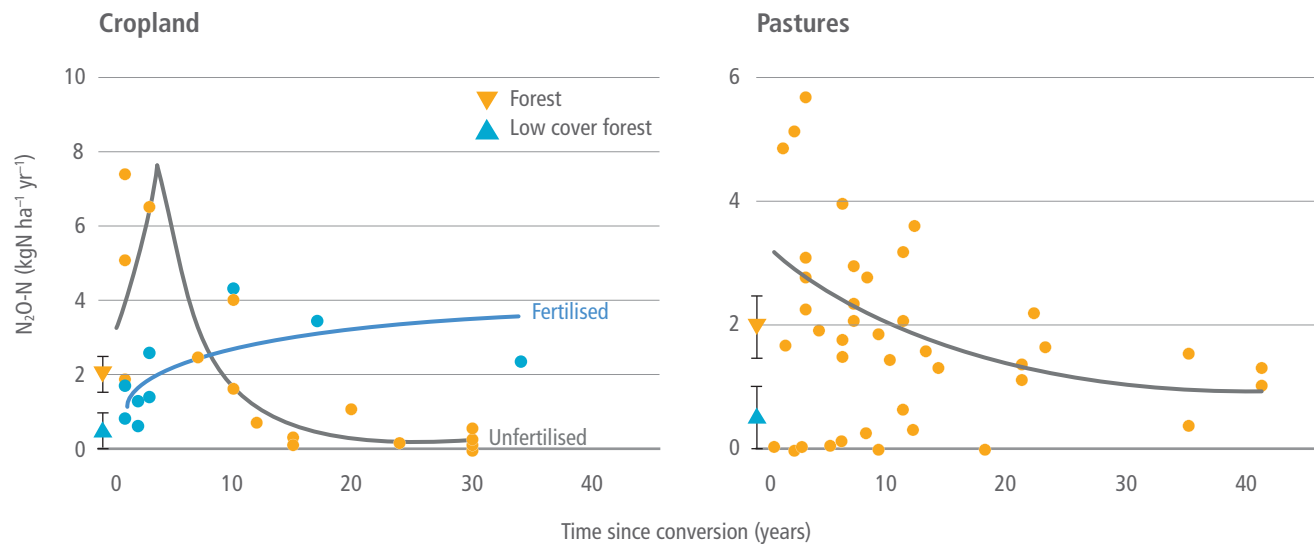 Cropland
Pastures
10
8
6
4
2
0
N₂O-N (kgN ha⁻¹ yr⁻¹)
Forest
Low cover forest
Fertilised
Unfertilised
0 10 20 30 40
6
4
2
0
0 10 20 30 40
Time since conversion (years)